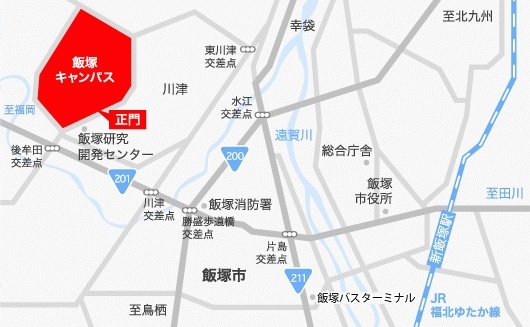 至北九州
幸袋
飯塚
キャンパス
東川津
交差点
川津
至福岡
正門
水江
交差点
遠賀川
飯塚研究
開発センター
後牟田
交差点
200
総合庁舎
201
飯塚
市役所
至田川
川津
交差点
飯塚消防署
勝盛歩道橋
交差点
片島
交差点
新飯塚駅
飯塚市
211
飯塚バスターミナル
至鳥栖
JR
福北ゆたか線